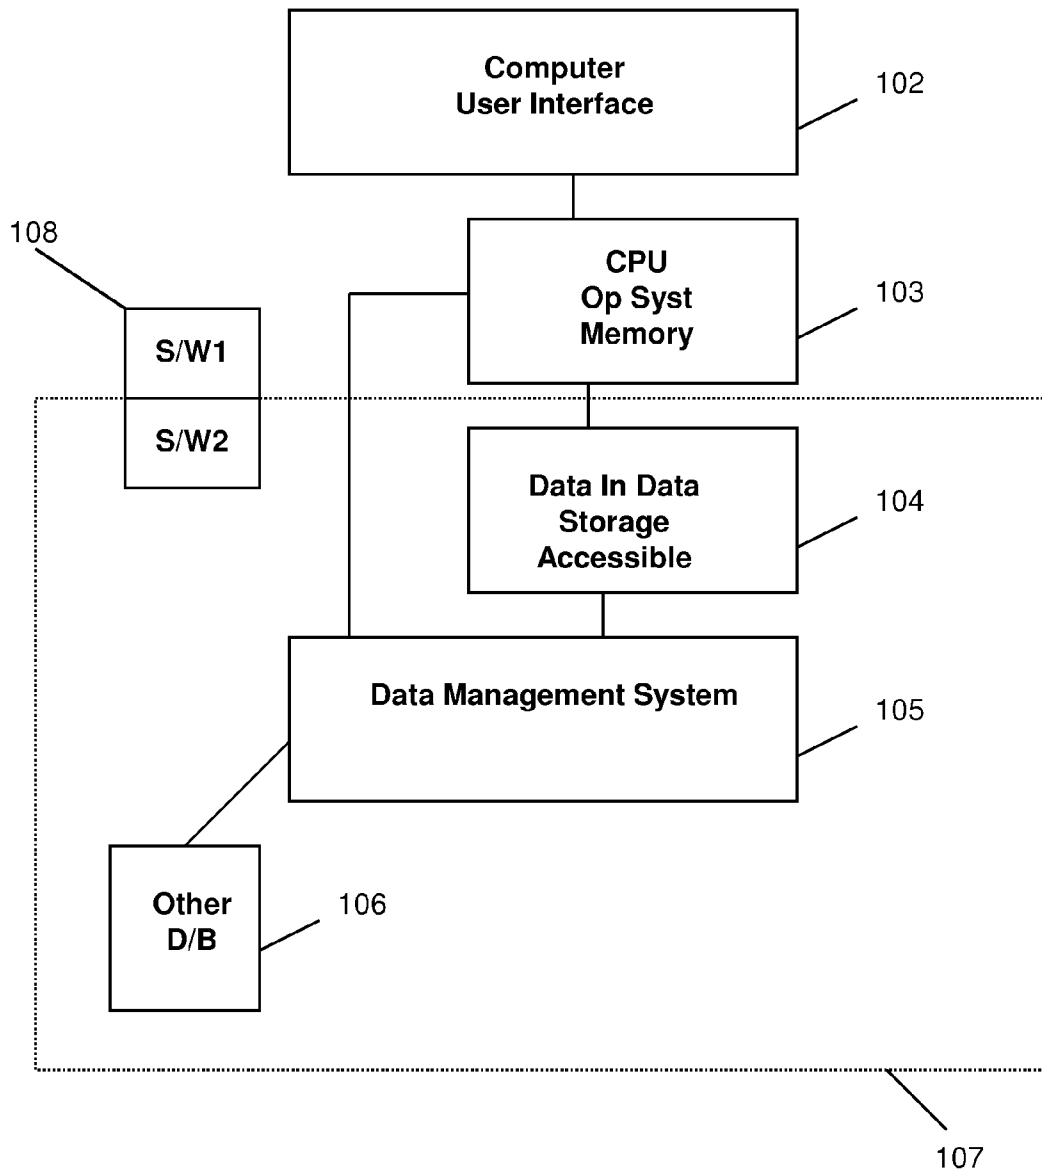 Computer
User Interface
102
108
CPU
Op Syst
Memory
103
S/W1
S/W2
Data In Data
Storage
Accessible
104
Data Management System
105
Other
D/B
106
107